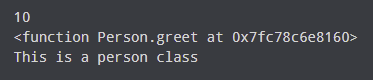 10
<function Person.greet at 0x7fc78c6e8160>
This is a person class